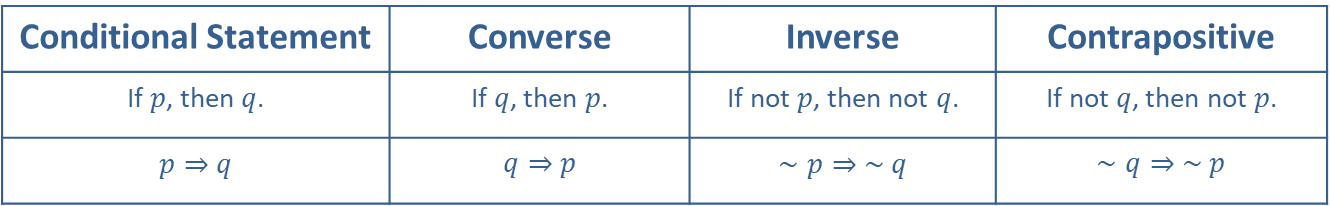 Conditional Statement Converse Inverse Contrapositive
If p, then q. If q, then p. If not p, then not q. If not q, then not p.
p ⇒ q q ⇒ p ~ p ⇒ ~ q ~ q ⇒ ~ p